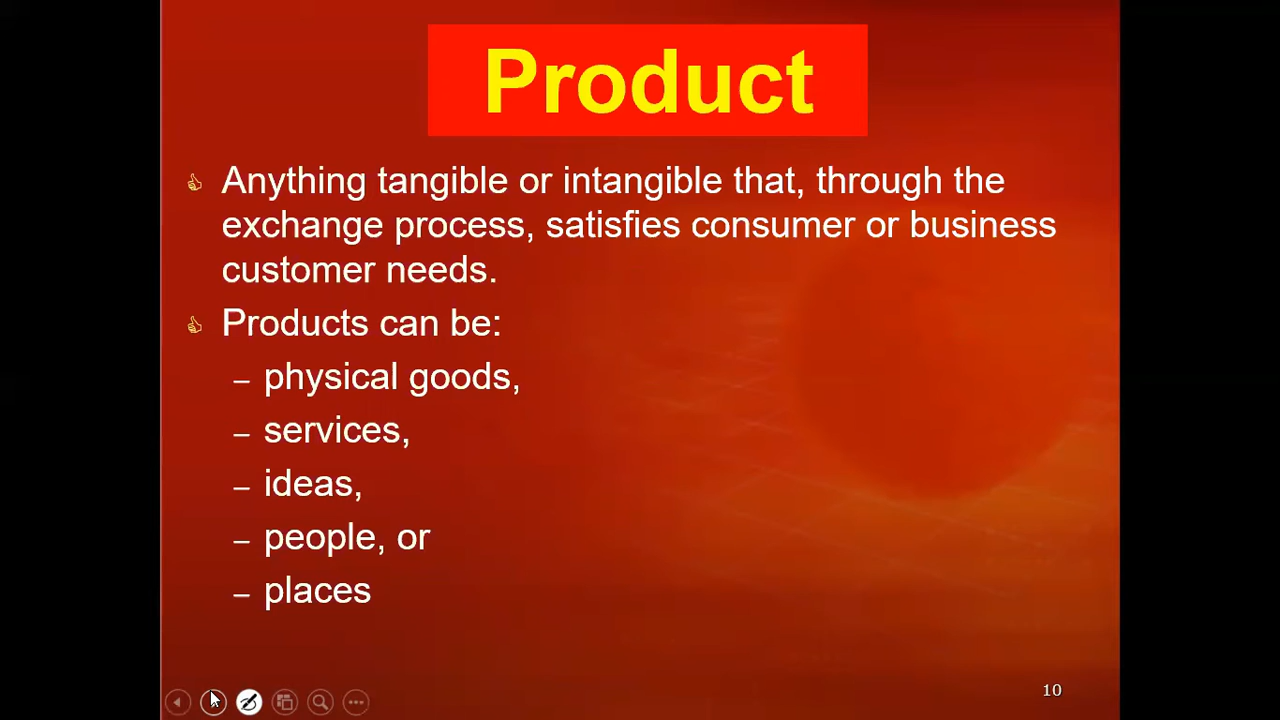 Product
Anything tangible or intangible that, through the
exchange process, satisfies consumer or business
customer needs.
Products can be:
– physical goods,
– services,
– ideas,
– people, or
– places
10